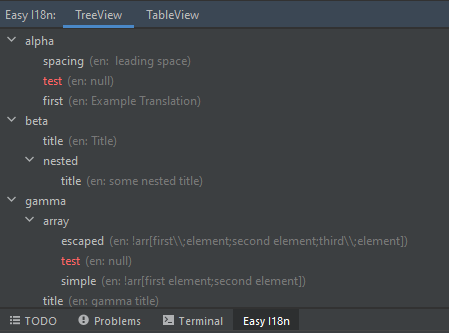 Easy I18n: TreeView TableView
alpha
spacing (en:  leading space)
test (en: null)
first (en: Example Translation)
beta
title (en: Title)
nested
title (en: some nested title)
gamma
array
escaped (en: !arr[first\\;element;second element;third\\;element])
test (en: null)
simple (en: !arr[first element;second element])
title (en: gamma title)
TODO Problems Terminal Easy I18n